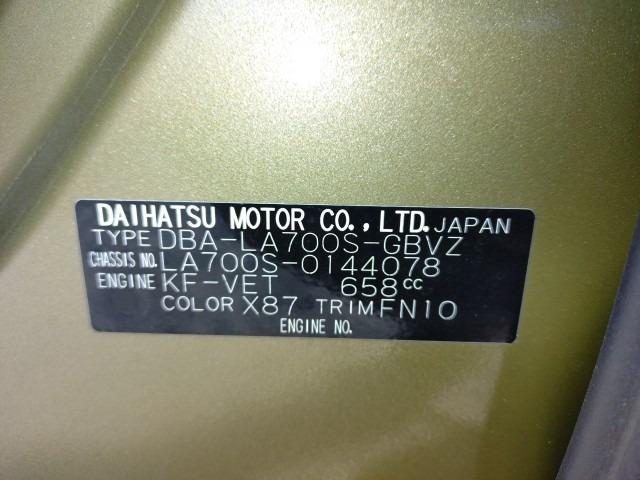 DAIHATSU MOTOR CO., LTD. JAPAN
TYPE DBA-LA700S-GBVZ
CHASSIS NO. LA700S-0144078
ENGINE KF-VET 658cc
COLOR X87 TRIM FN10
ENGINE NO.